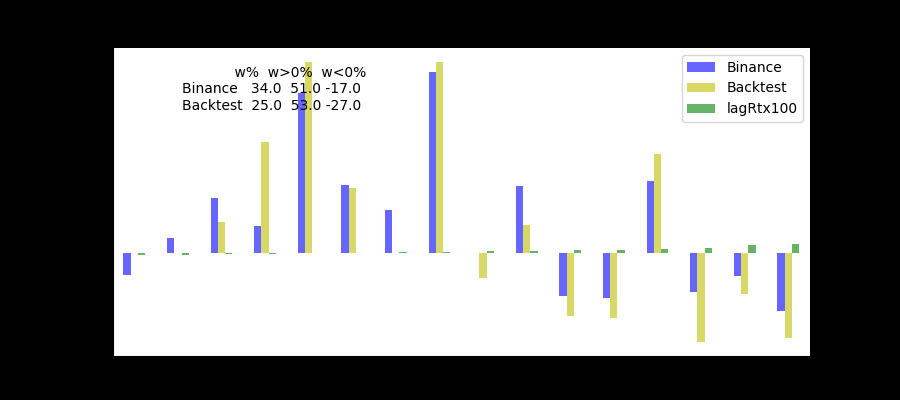 w% w>0% w<0%
Binance 34.0 51.0 -17.0
Backtest 25.0 53.0 -27.0
Binance
Backtest
lagRtx100